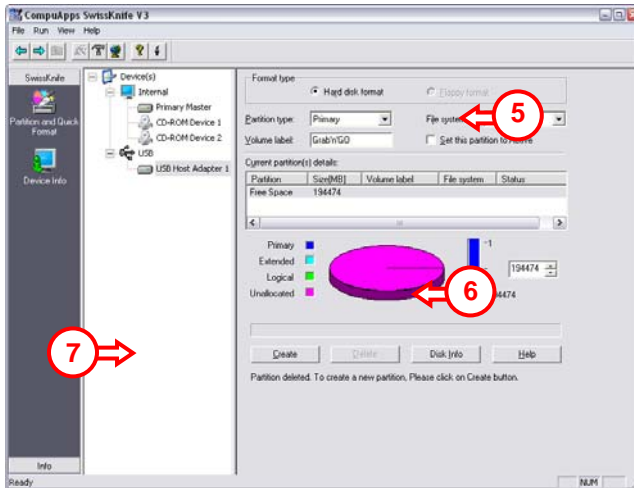 CompuApps SwissKnife V3
File Run View Help
SwissKnife
Partition and Quick Format
Device Info
Info
Device(s)
Internal
Primary Master
CD-ROM Device 1
CD-ROM Device 2
USB
USB Host Adapter 1
Format type
Hard disk format
Floppy format
Partition type: Primary
File system
5
Volume label: Grab'n'GO
Set this partition to Active
Current partition(s) details:
Partition Size[MB] Volume label File system Status
Free Space 194474
Primary
Extended
Logical
Unallocated
1
194474
6
4474
7
Create Delete Disk Info Help
Partition deleted. To create a new partition, Please click on Create button.
Ready
NUM